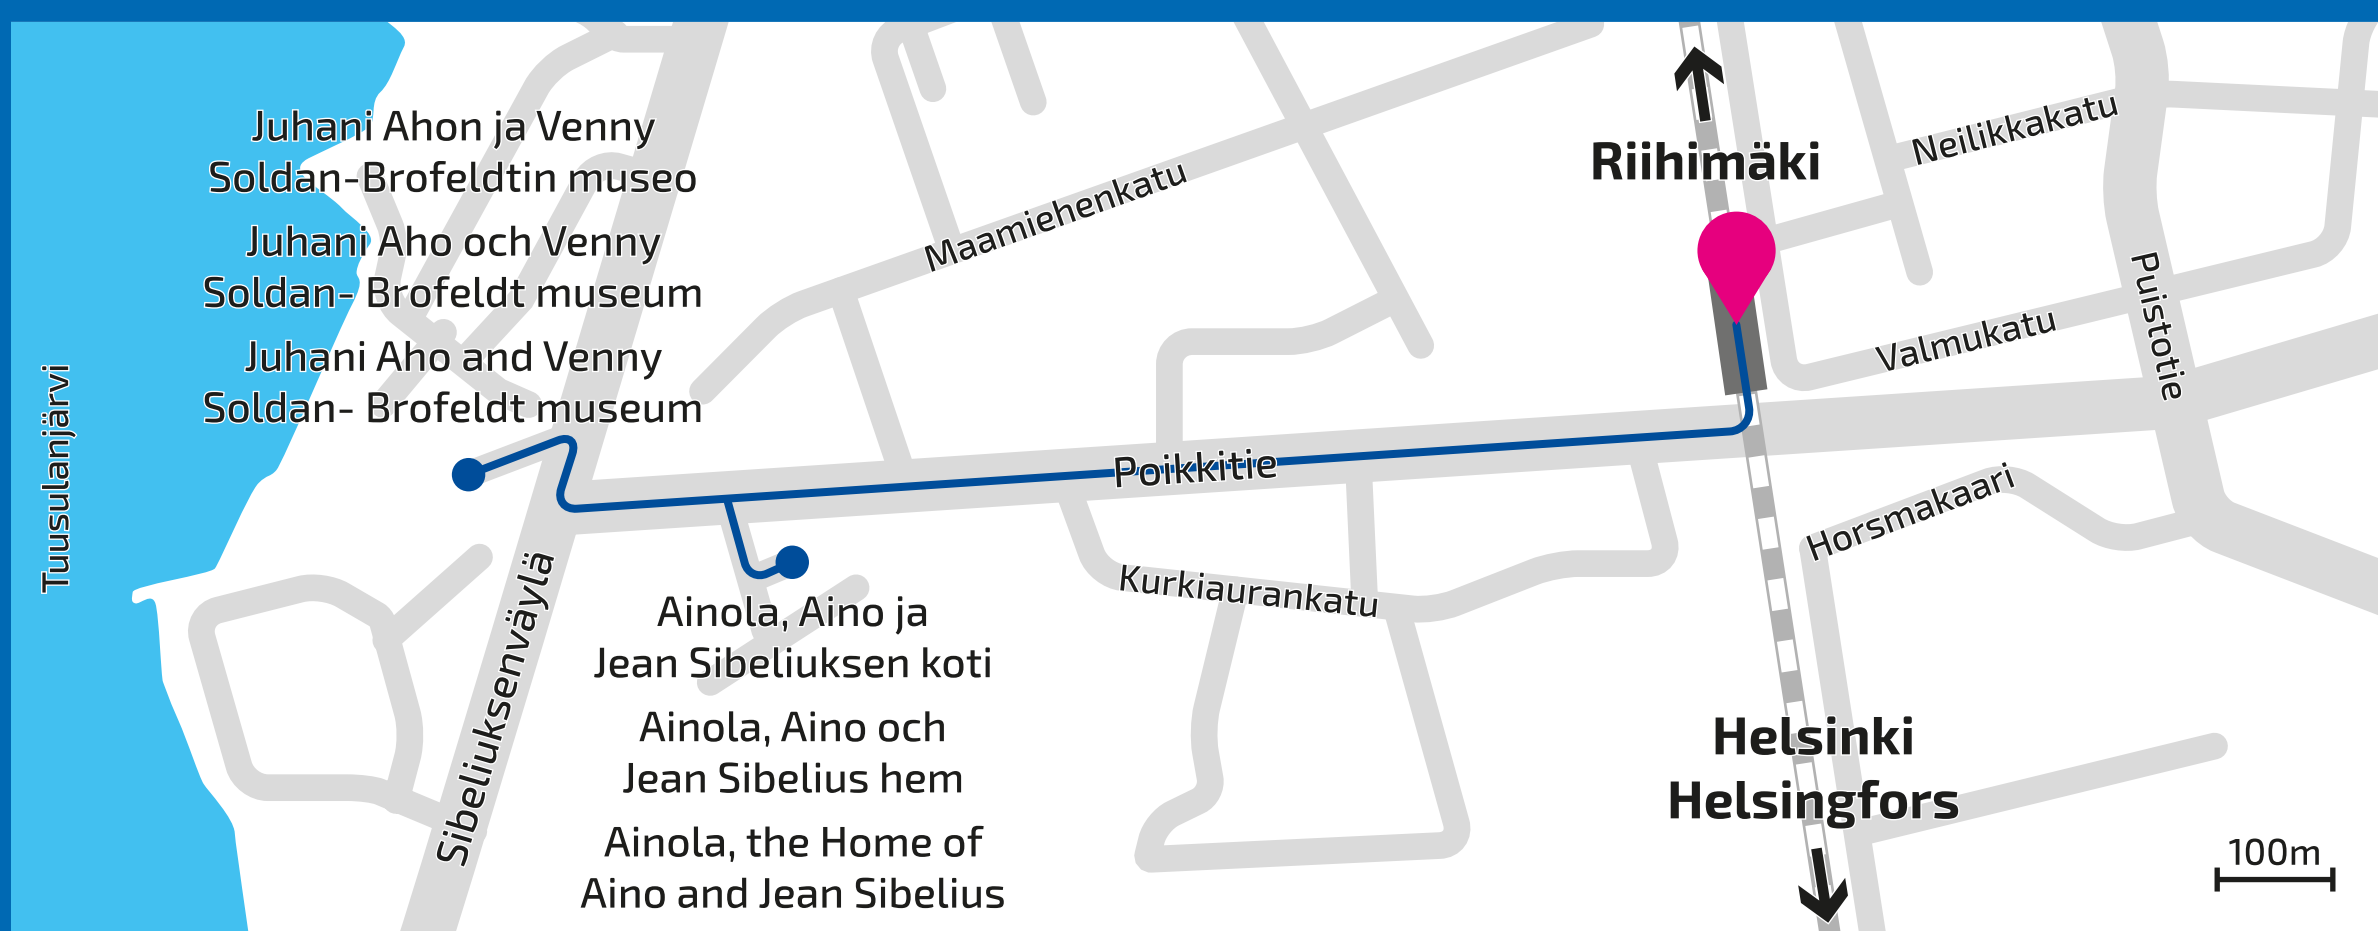 Juhani Ahon ja Venny
Soldan-Brofeldtin museo
Juhani Aho och Venny
Soldan- Brofeldt museum
Juhani Aho and Venny
Soldan- Brofeldt museum
Tuusulanjärvi
Sibeliuksenväylä
Ainola, Aino ja
Jean Sibeliuksen koti
Ainola, Aino och
Jean Sibelius hem
Ainola, the Home of
Aino and Jean Sibelius
Maamiehenkatu
Poikkitie
Kurkiaurankatu
Riihimäki
Neilikkakatu
Puistotie
Valmukatu
Horsmakaari
Helsinki
Helsingfors
100m